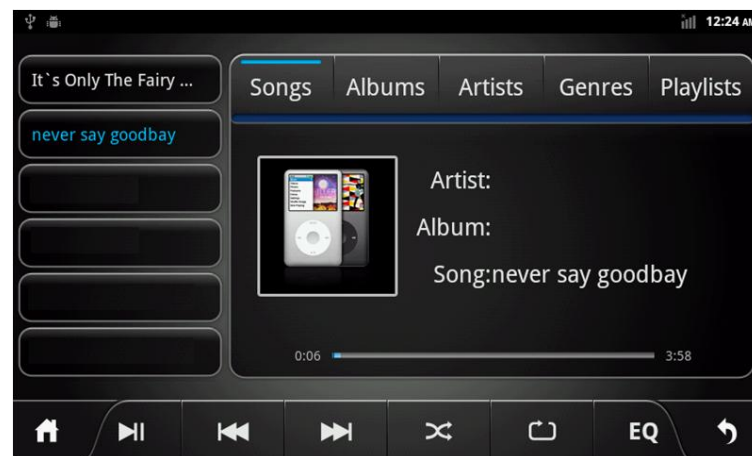 12:24 AM
It`s Only The Fairy ...
never say goodbay
Songs
Albums
Artists
Genres
Playlists
Artist:
Album:
Song:never say goodbay
0:06
3:58
EQ